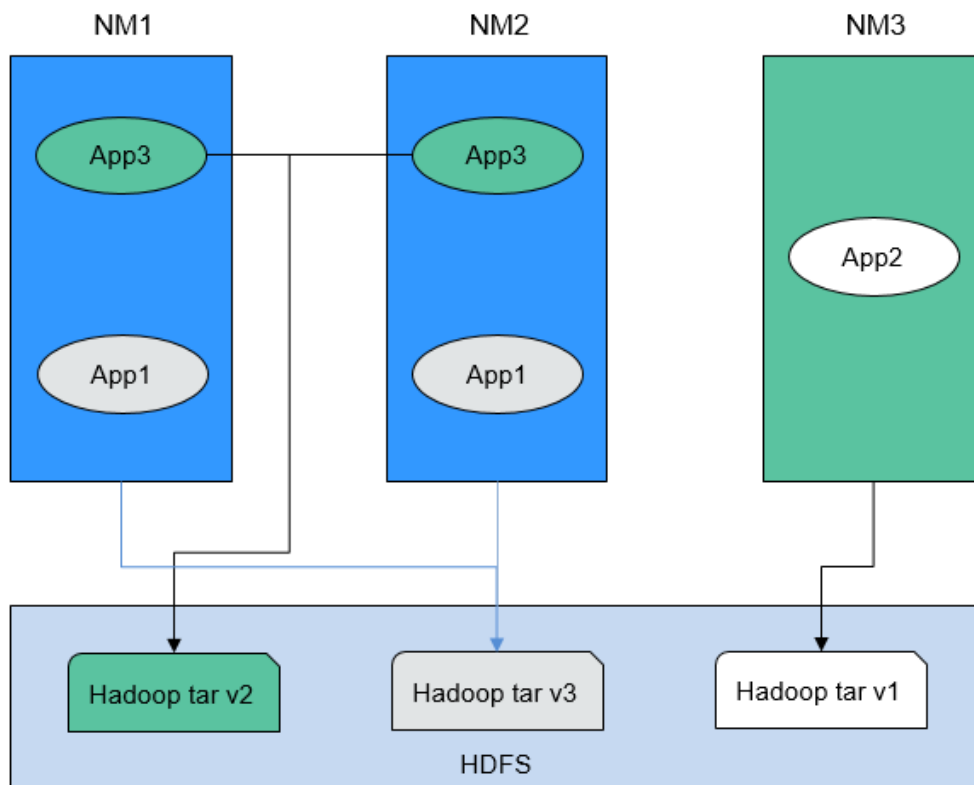 NM1
NM2
NM3
App3
App3
App2
App1
App1
Hadoop tar v2
Hadoop tar v3
Hadoop tar v1
HDFS